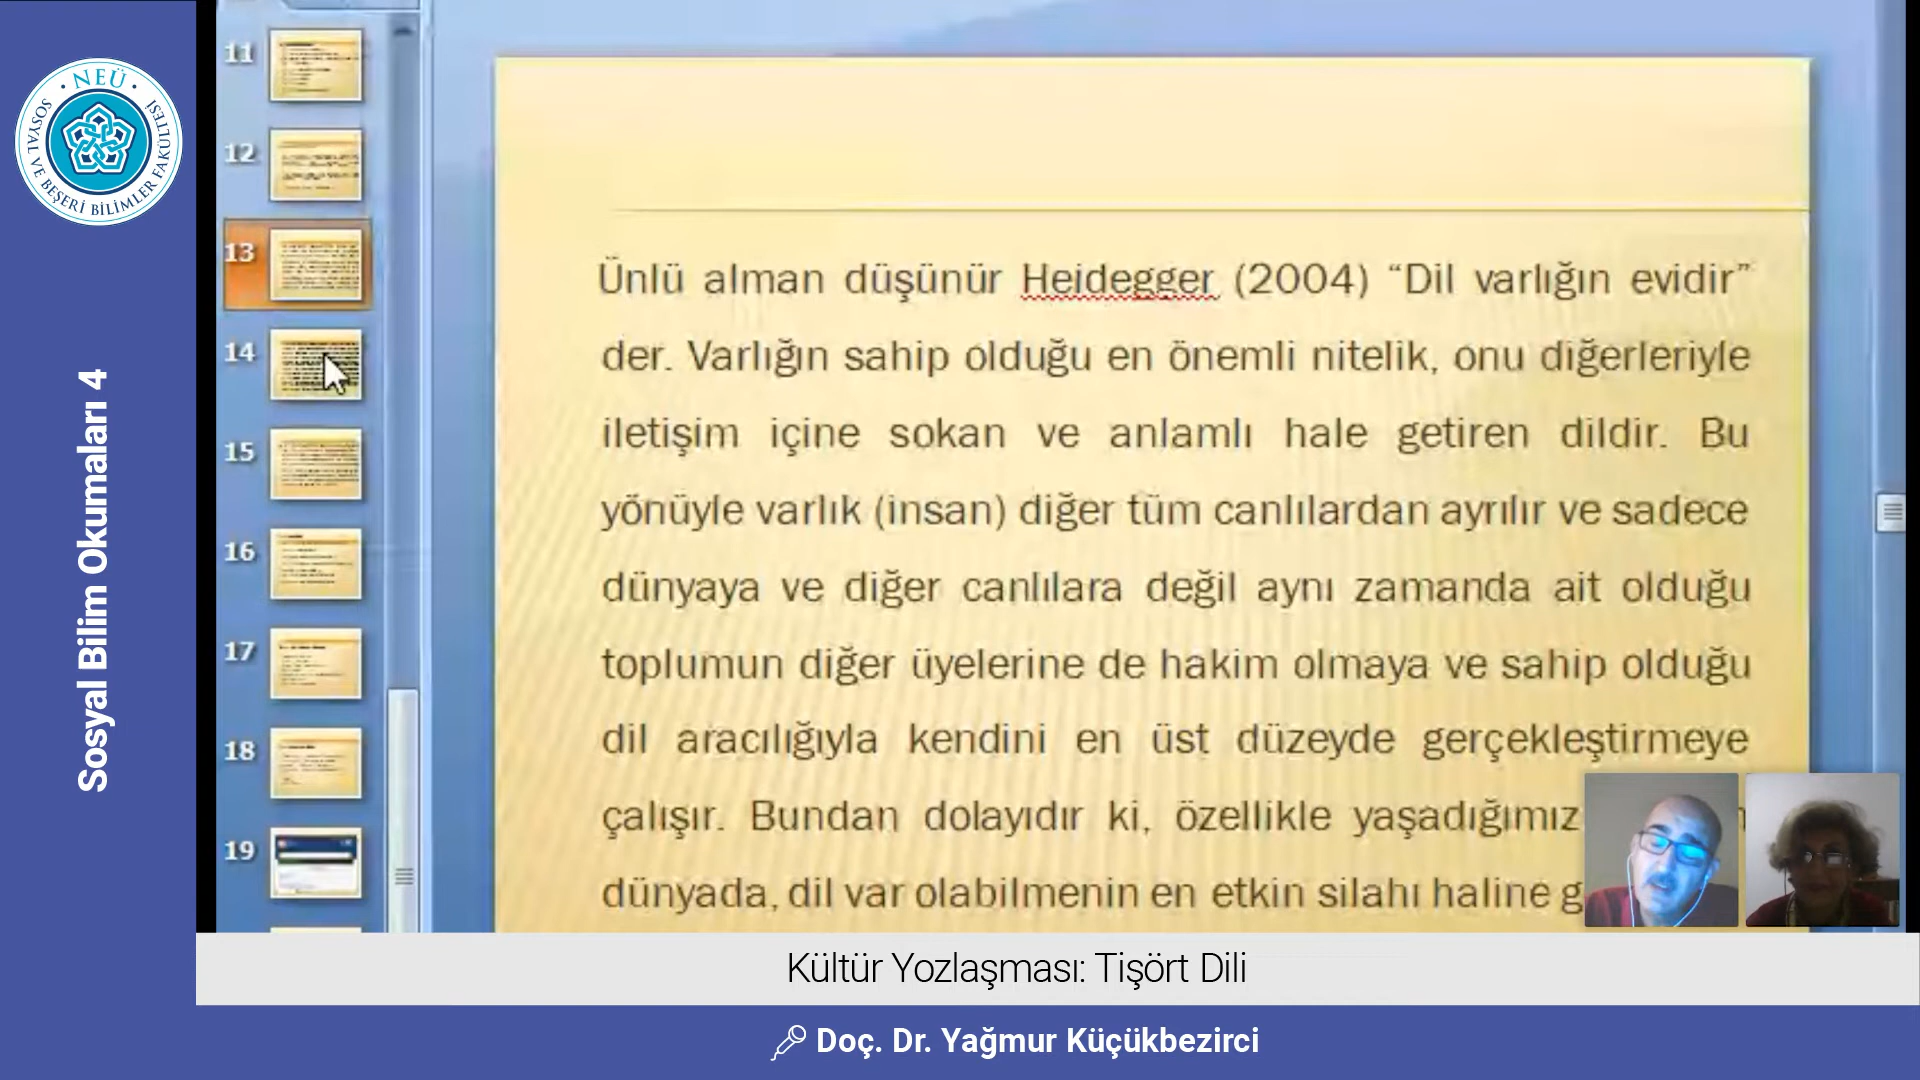 · NEÜ ·
SOSYAL VE BEŞERİ BİLİMLER FAKÜLTESİ
Sosyal Bilim Okumaları 4
11
12
13
14
15
16
17
18
19
Ünlü alman düşünür Heidegger (2004) “Dil varlığın evidir”
der. Varlığın sahip olduğu en önemli nitelik, onu diğerleriyle
iletişim içine sokan ve anlamlı hale getiren dildir. Bu
yönüyle varlık (insan) diğer tüm canlılardan ayrılır ve sadece
dünyaya ve diğer canlılara değil aynı zamanda ait olduğu
toplumun diğer üyelerine de hakim olmaya ve sahip olduğu
dil aracılığıyla kendini en üst düzeyde gerçekleştirmeye
çalışır. Bundan dolayıdır ki, özellikle yaşadığımız
dünyada, dil var olabilmenin en etkin silahı haline
Kültür Yozlaşması: Tişört Dili
Doç. Dr. Yağmur Küçükbezirci